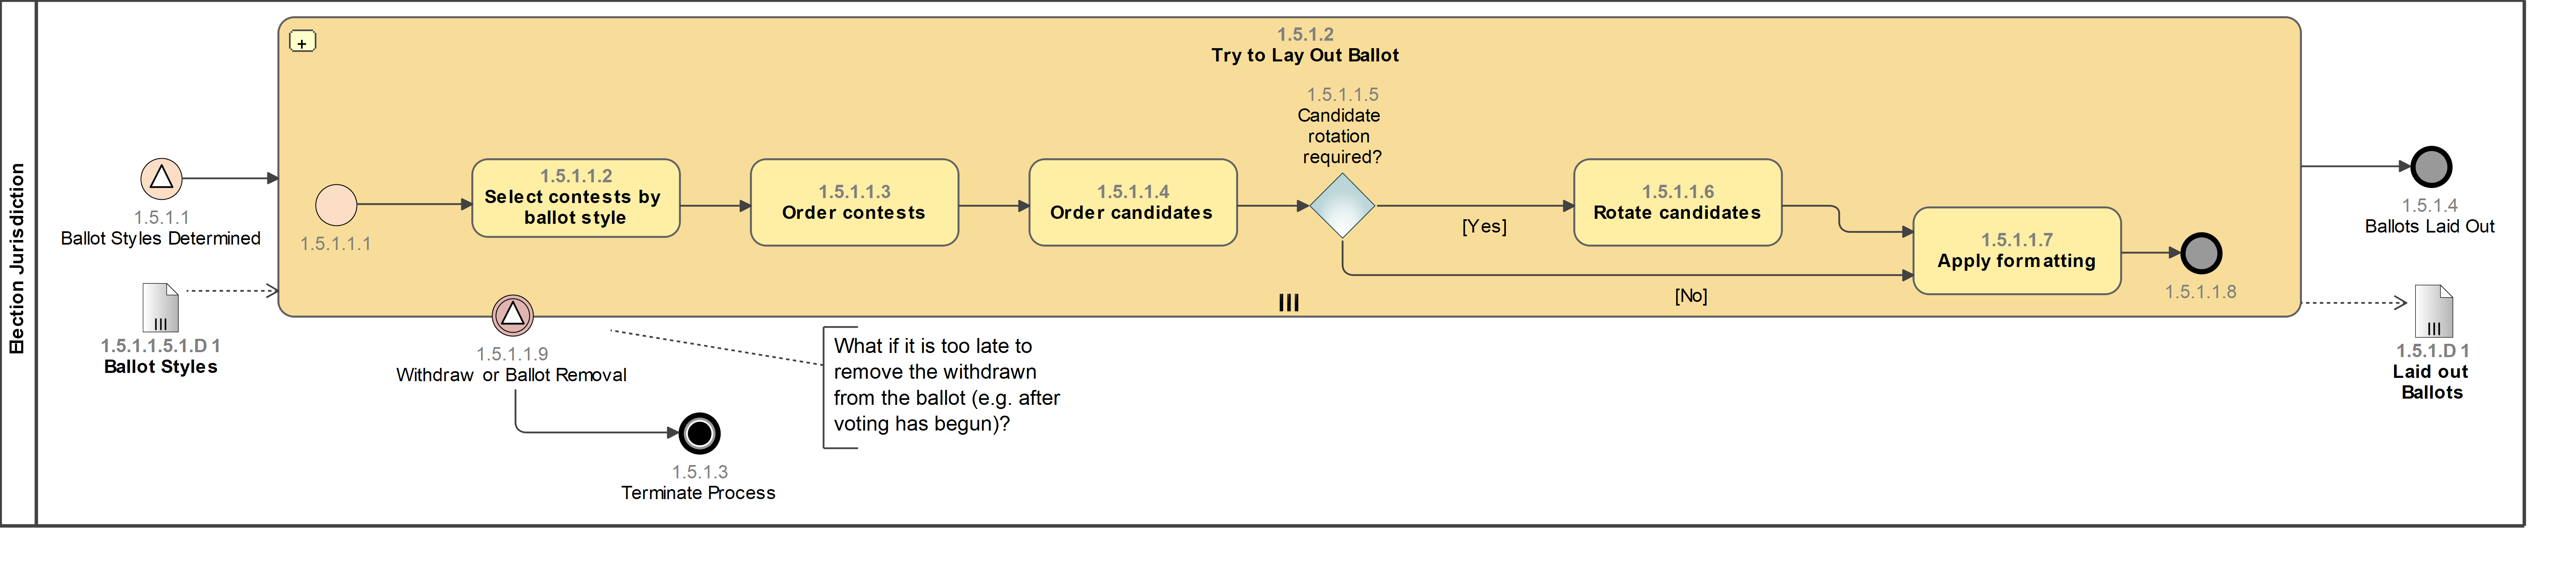 Election Jurisdiction
1.5.1.2
Try to Lay Out Ballot
1.5.1.1
Ballot Styles Determined
1.5.1.1.5.1.D 1
Ballot Styles
1.5.1.1.1
1.5.1.1.2
Select contests by
ballot style
1.5.1.1.3
Order contests
1.5.1.1.4
Order candidates
1.5.1.1.5
Candidate
rotation
required?
[Yes]
[No]
1.5.1.1.6
Rotate candidates
1.5.1.1.7
Apply formatting
1.5.1.1.8
1.5.1.1.9
Withdraw or Ballot Removal
What if it is too late to
remove the withdrawn
from the ballot (e.g. after
voting has begun)?
1.5.1.3
Terminate Process
1.5.1.4
Ballots Laid Out
1.5.1.D 1
Laid out
Ballots